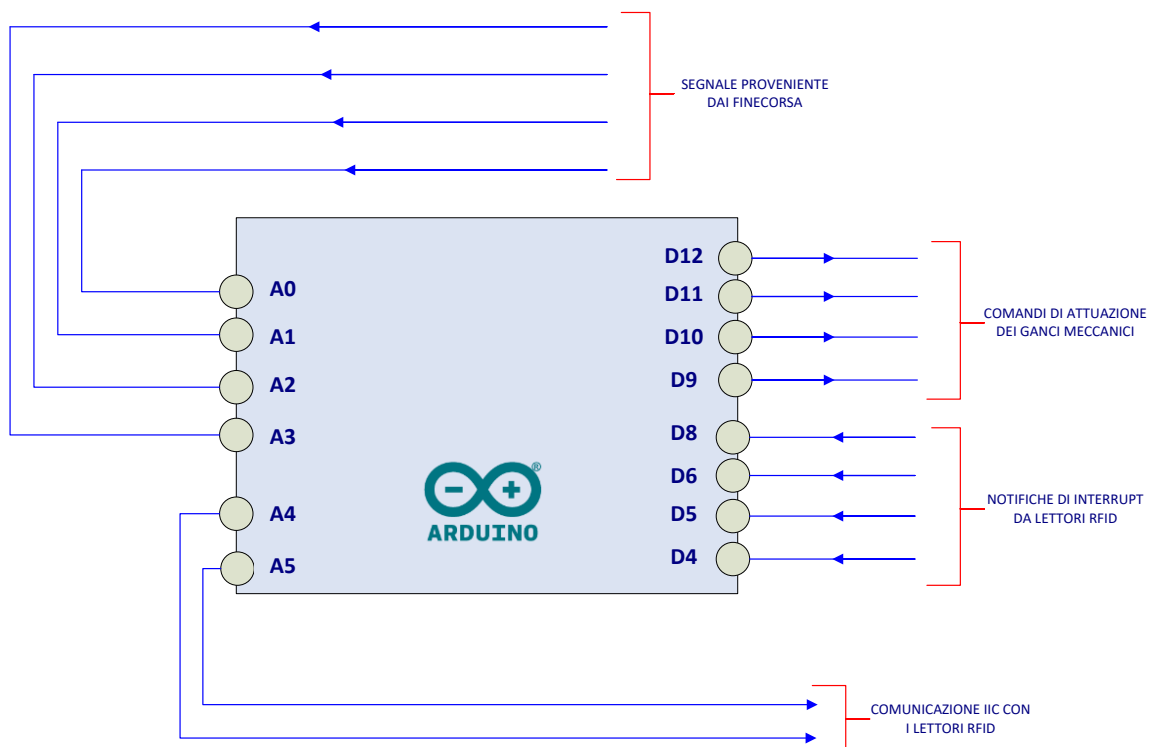 SEGNALE PROVENIENTE
DAI FINECORSA
A0
A1
A2
A3
A4
A5
D12
D11
D10
D9
D8
D6
D5
D4
®
ARDUINO
COMANDI DI ATTUAZIONE
DEI GANCI MECCANICI
NOTIFICHE DI INTERRUPT
DA LETTORI RFID
COMUNICAZIONE IIC CON
I LETTORI RFID